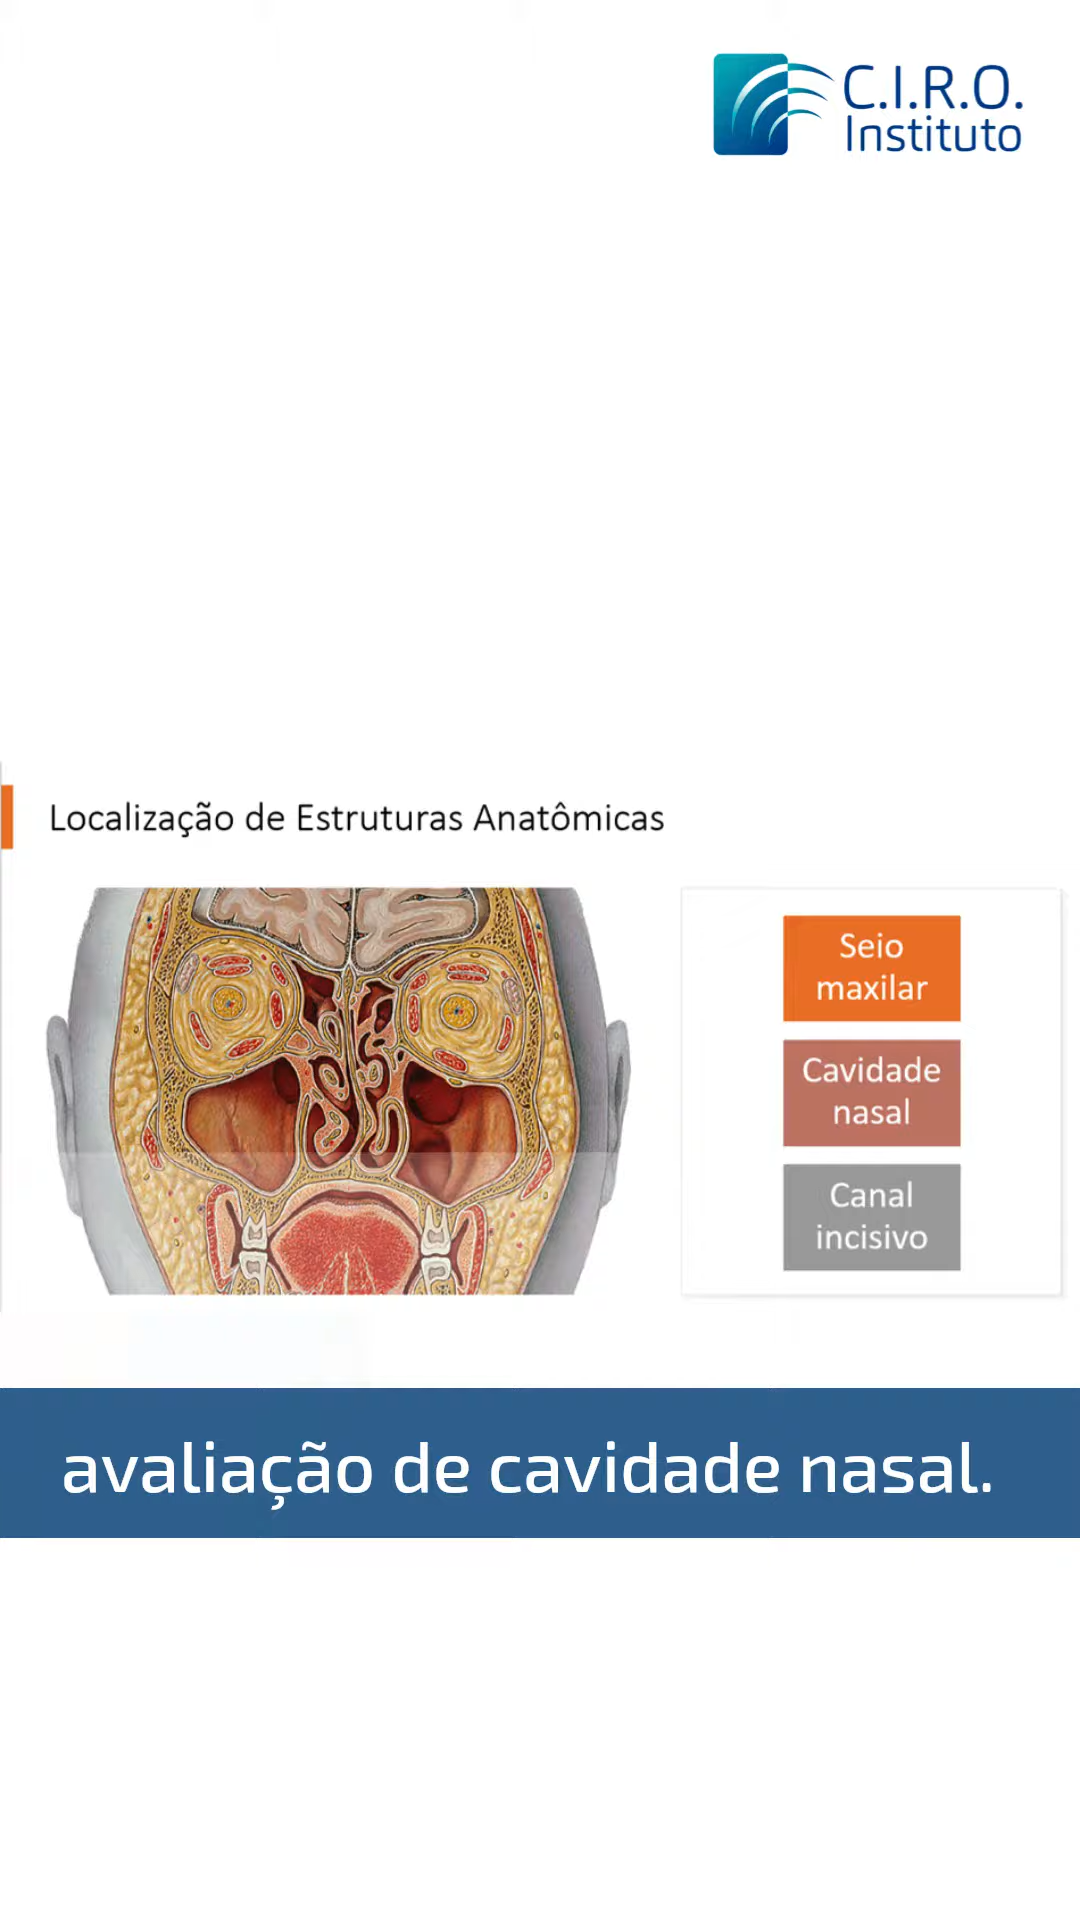 C.I.R.O.
Instituto
Localização de Estruturas Anatômicas
Seio
maxilar
Cavidade
nasal
Canal
incisivo
avaliação de cavidade nasal.